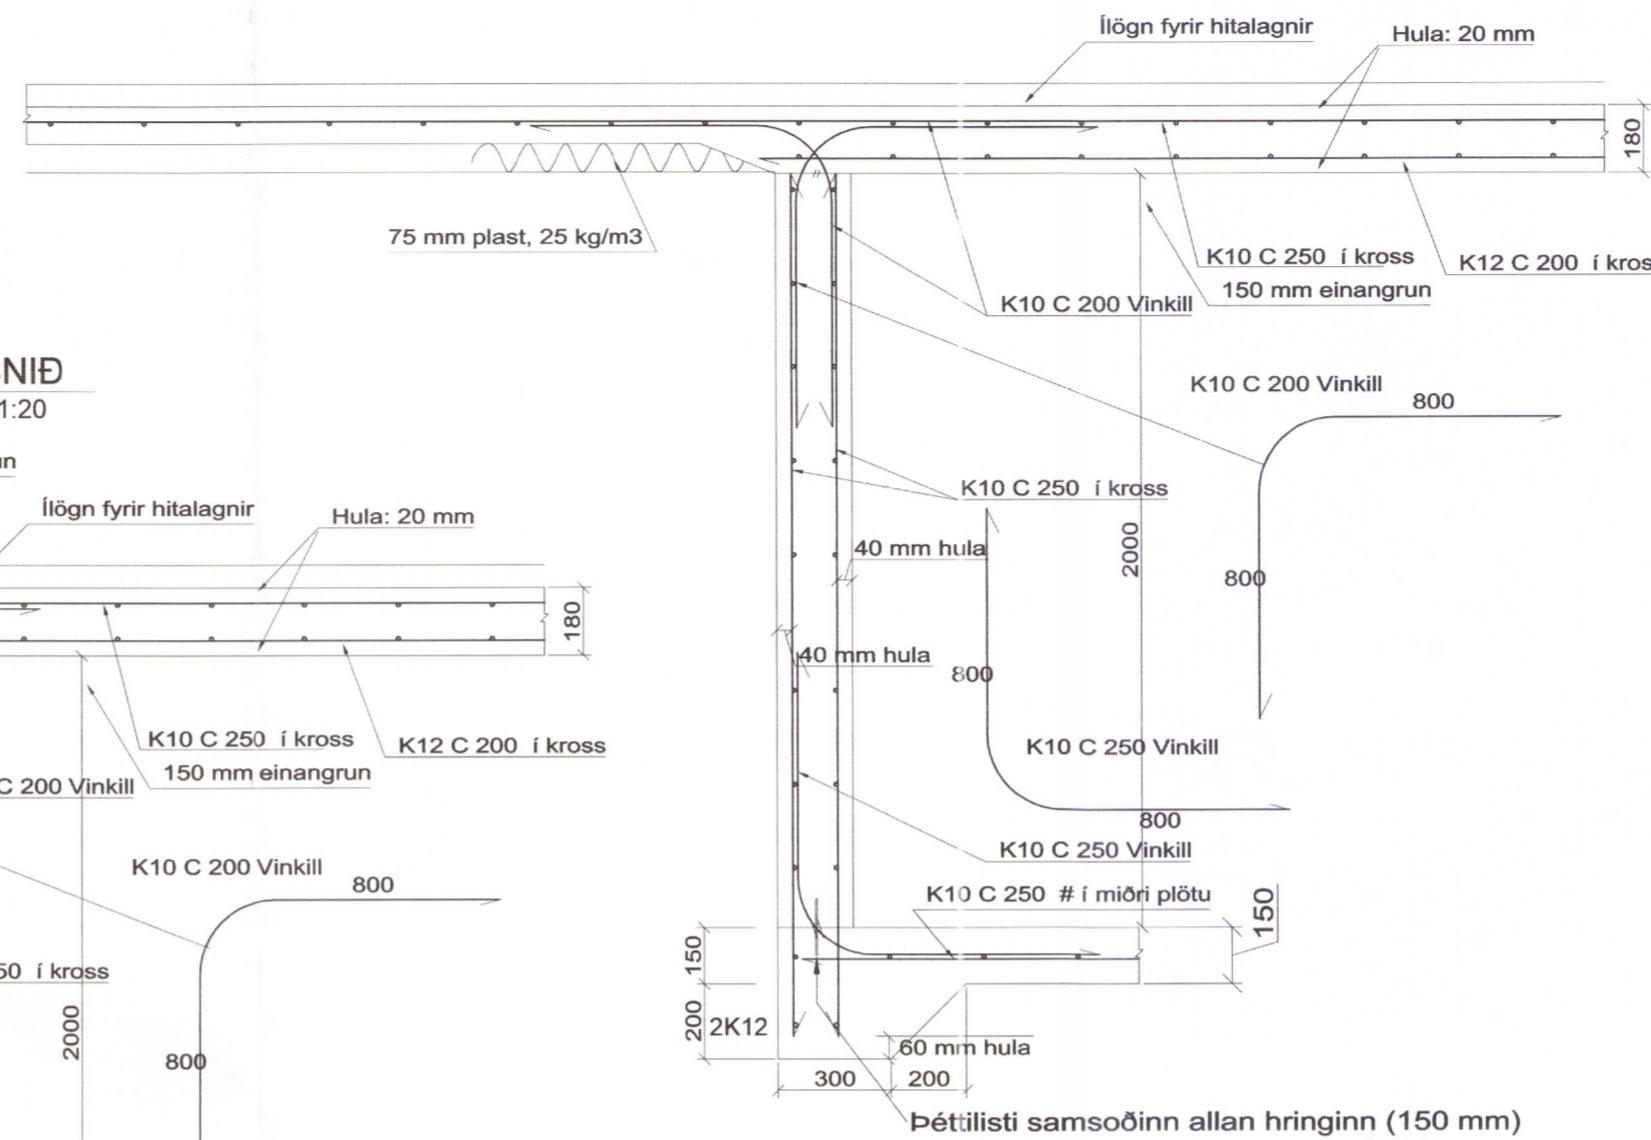 Ílögn fyrir hitalagnir
Hula: 20 mm
180
75 mm plast, 25 kg/m3
K10 C 250 í kross
K12 C 200 í kros
150 mm einangrun
K10 C 200 Vinkill
NIÐ
1:20
K10 C 200 Vinkill
800
800
Ílögn fyrir hitalagnir
Hula: 20 mm
180
K10 C 250 í kross
40 mm hula
2000
40 mm hula
800
K10 C 250 í kross
K12 C 200 í kross
150 mm einangrun
C 200 Vinkill
K10 C 250 Vinkill
800
K10 C 250 Vinkill
K10 C 200 Vinkill
800
K10 C 250 # í miðri plötu
150
150
50 í kross
200
2K12
2000
800
60 mm hula
300
200
Þéttilisti samsoðinn allan hringinn (150 mm)